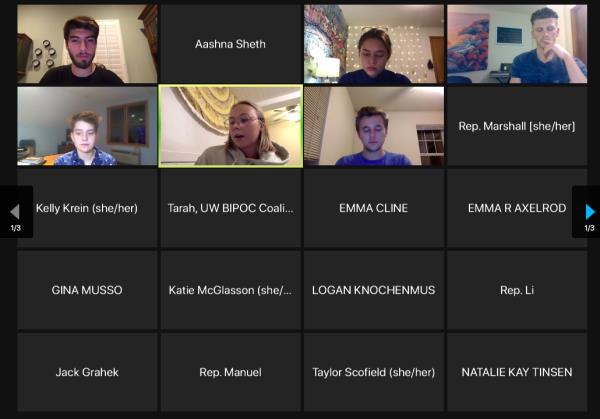 Aashna Sheth
Rep. Marshall [she/her]
Kelly Krein (she/her)
Tarah, UW BIPOC Coali...
EMMA CLINE
EMMA R AXELROD
1/3
1/3
GINA MUSSO
Katie McGlasson (she/...
LOGAN KNOCHENMUS
Rep. Li
Jack Grahek
Rep. Manuel
Taylor Scofield (she/her)
NATALIE KAY TINSEN